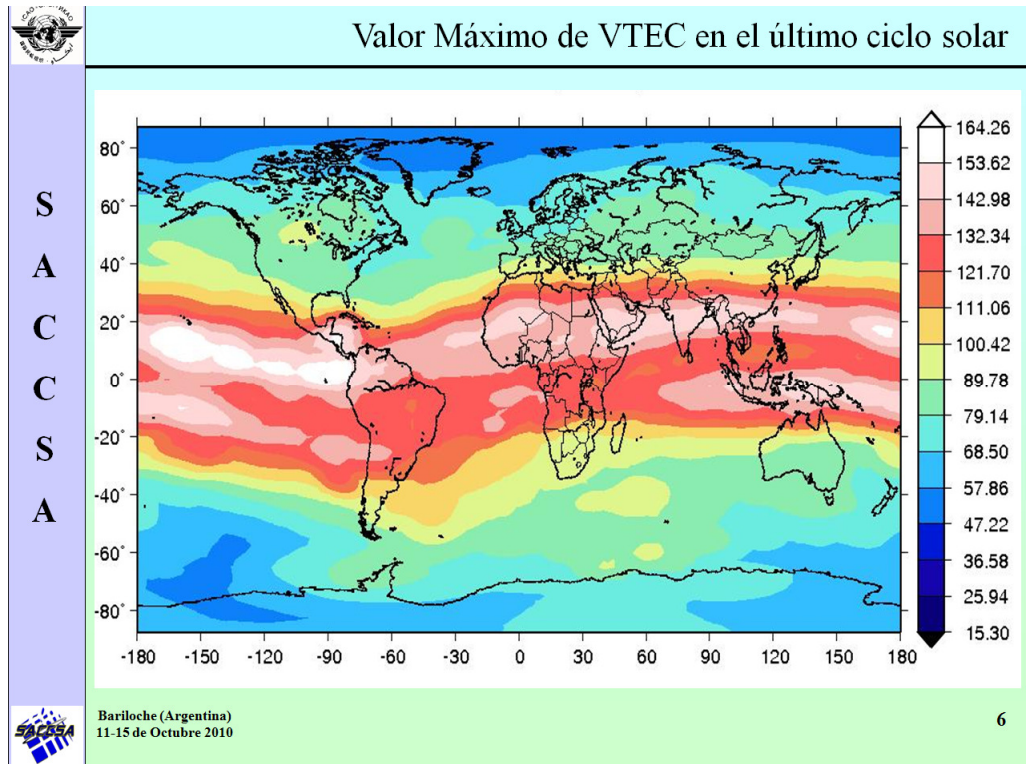 Valor Máximo de VTEC en el último ciclo solar
S
A
C
C
S
A
80°
60°
40°
20°
0°
-20°
-40°
-60°
-80°
-180 -150 -120 -90 -60 -30 0 30 60 90 120 150 180
164.26
153.62
142.98
132.34
121.70
111.06
100.42
89.78
79.14
68.50
57.86
47.22
36.58
25.94
15.30
SACCSA
Bariloche (Argentina)
11-15 de Octubre 2010
6